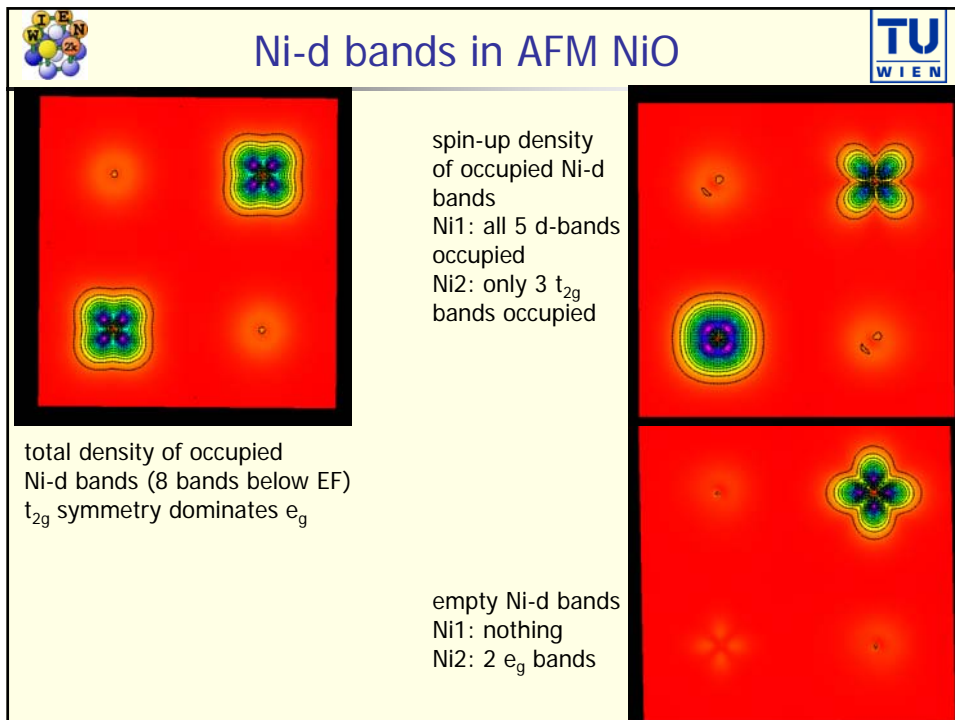 W I E N 2k
Ni-d bands in AFM NiO
TU
WIEN
spin-up density
of occupied Ni-d
bands
Ni1: all 5 d-bands
occupied
Ni2: only 3 t2g
bands occupied
total density of occupied
Ni-d bands (8 bands below EF)
t2g symmetry dominates eg
empty Ni-d bands
Ni1: nothing
Ni2: 2 eg bands